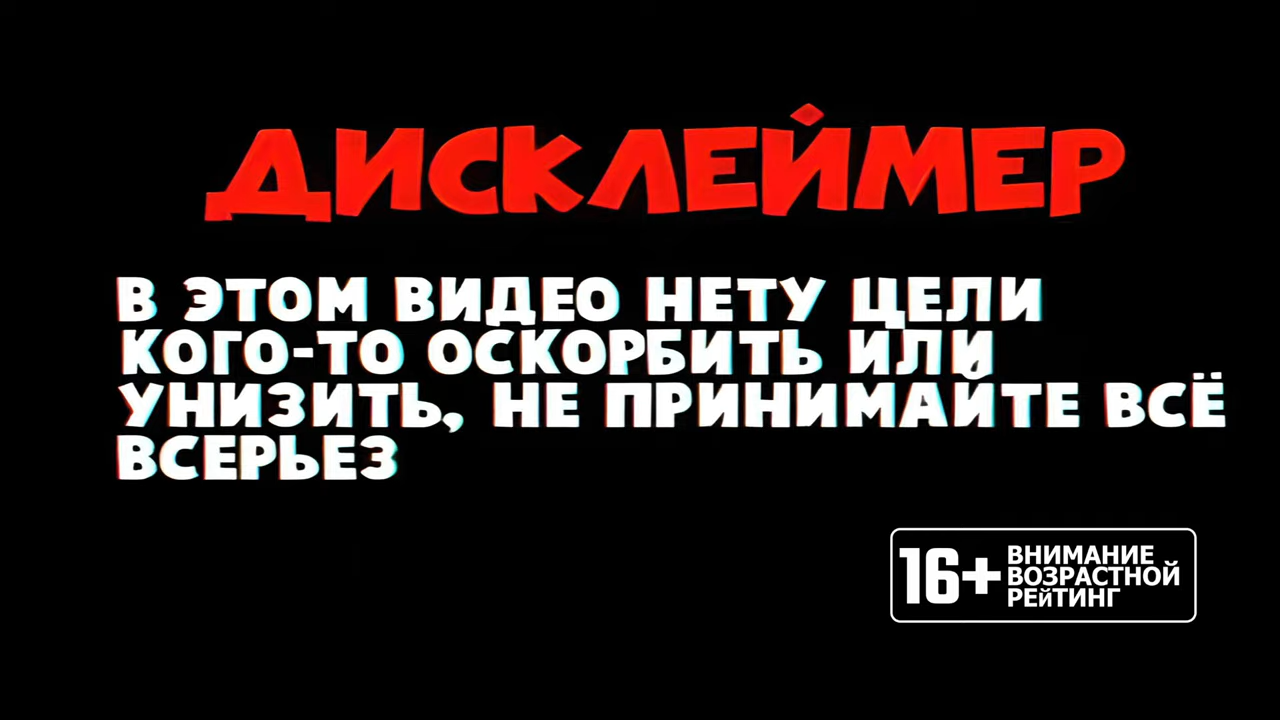 ДИСКЛЕЙМЕР
В ЭТОМ ВИДЕО НЕТУ ЦЕЛИ
КОГО-ТО ОСКОРБИТЬ ИЛИ
УНИЗИТЬ, НЕ ПРИНИМАЙТЕ ВСЁ
ВСЕРЬЕЗ
16+ ВНИМАНИЕ
ВОЗРАСТНОЙ
РЕйТИНГ